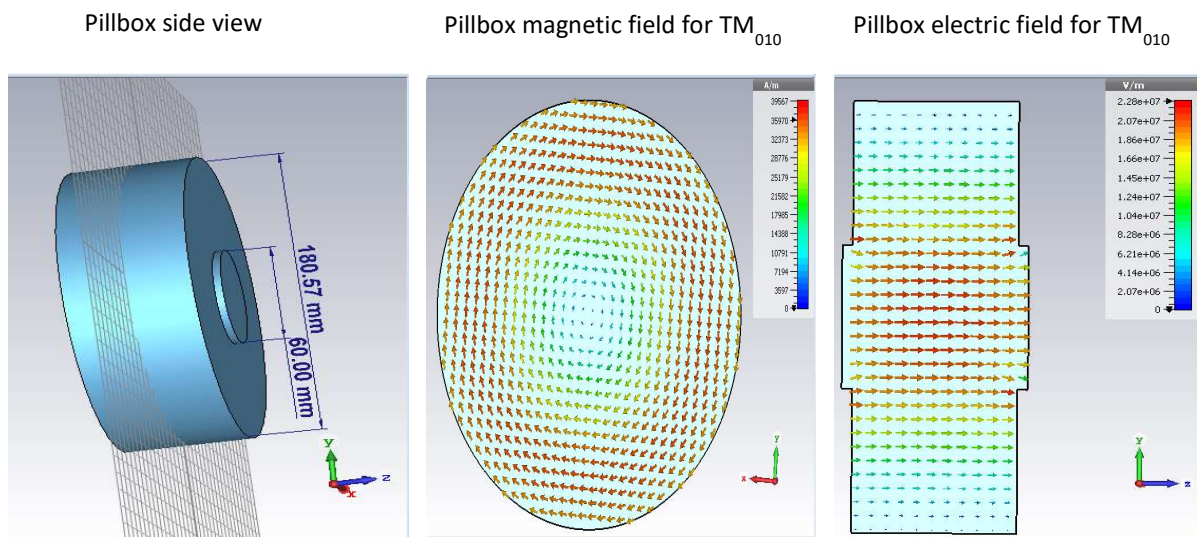 Pillbox side view
Pillbox magnetic field for TM010
Pillbox electric field for TM010
180.57 mm
60.00 mm
y
z
x
A/m
39567
35970
32373
28776
25179
21582
17985
14388
10791
7194
3597
0
y
x
V/m
2.28e+07
2.07e+07
1.86e+07
1.66e+07
1.45e+07
1.24e+07
1.04e+07
8.28e+06
6.21e+06
4.14e+06
2.07e+06
0
y
z